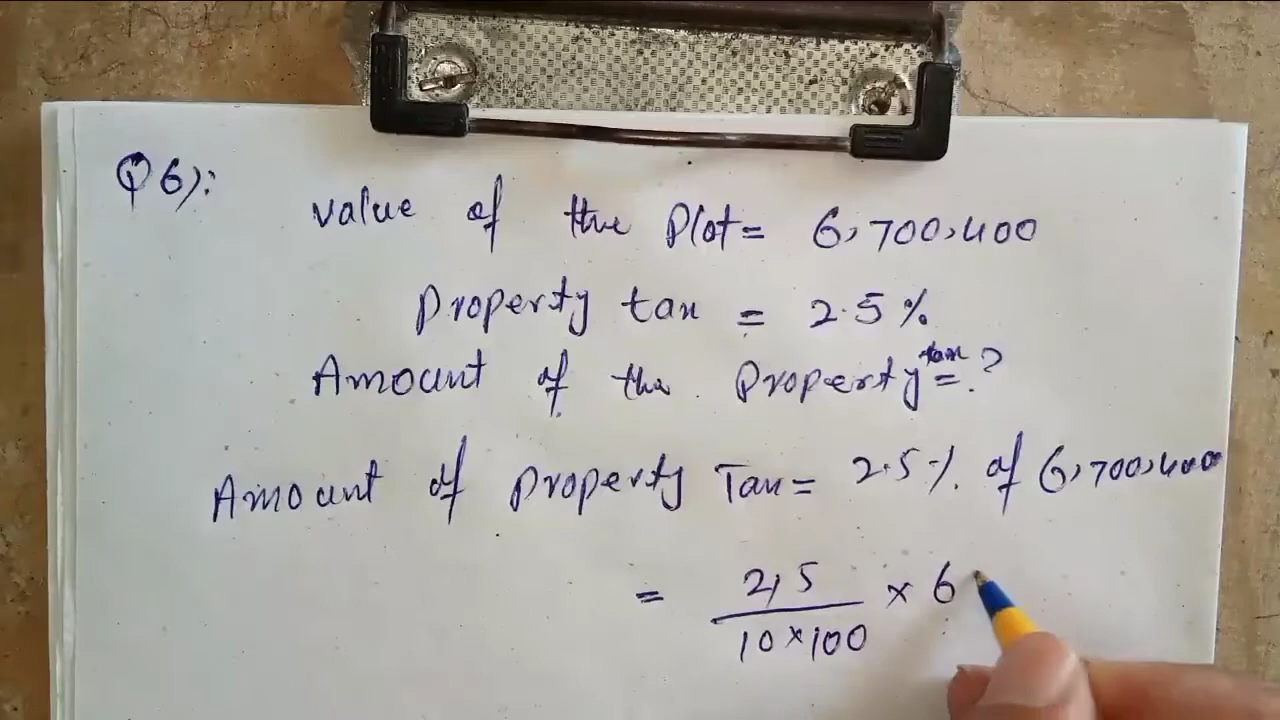 Q 6):
value of the Plot = 6,700,400
Property tax = 2.5%
Amount of the Property tax = ?
Amount of property Tax = 2.5% of 6,700,400
= 25/10×100 × 6